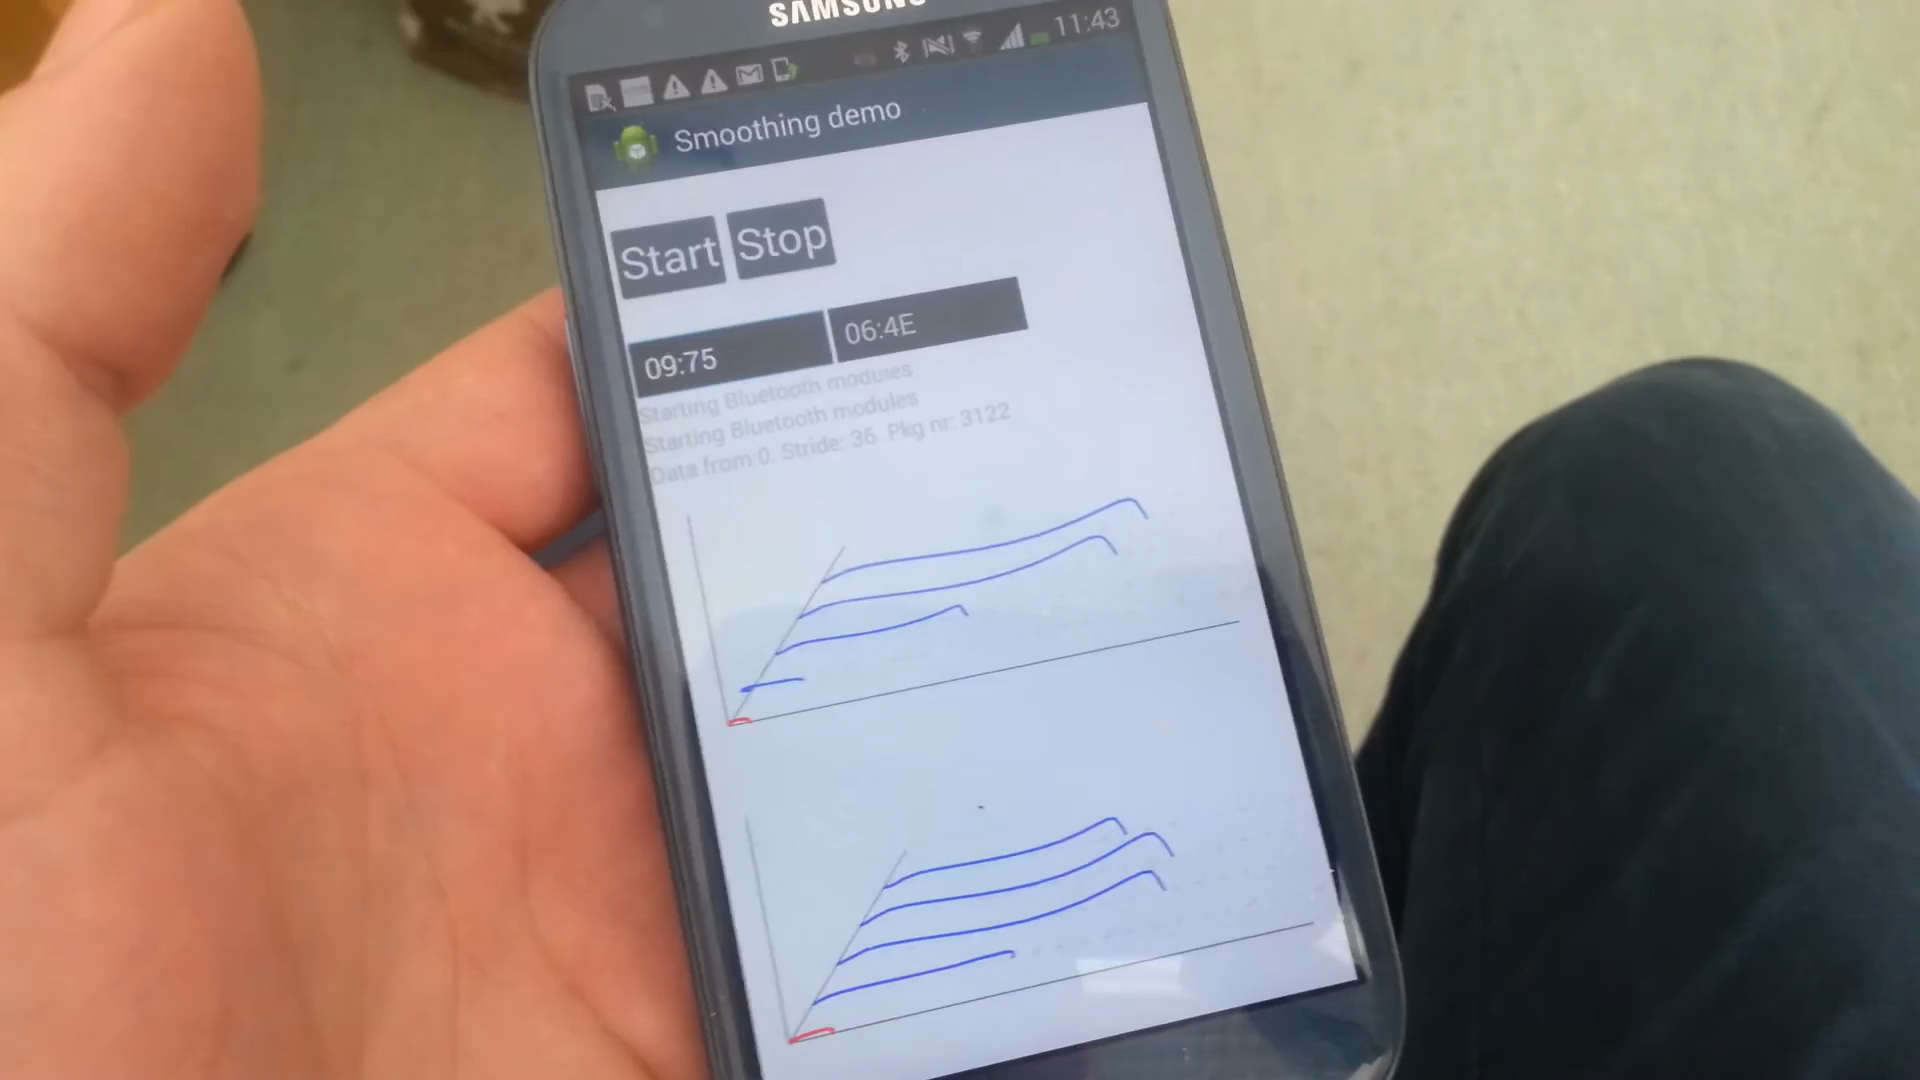 SAMSUNG
11:43
Smoothing demo
Start Stop
09:75 06:4E
Starting Bluetooth modules
Starting Bluetooth modules
Data from:0. Stride: 36. Pkg nr: 3122